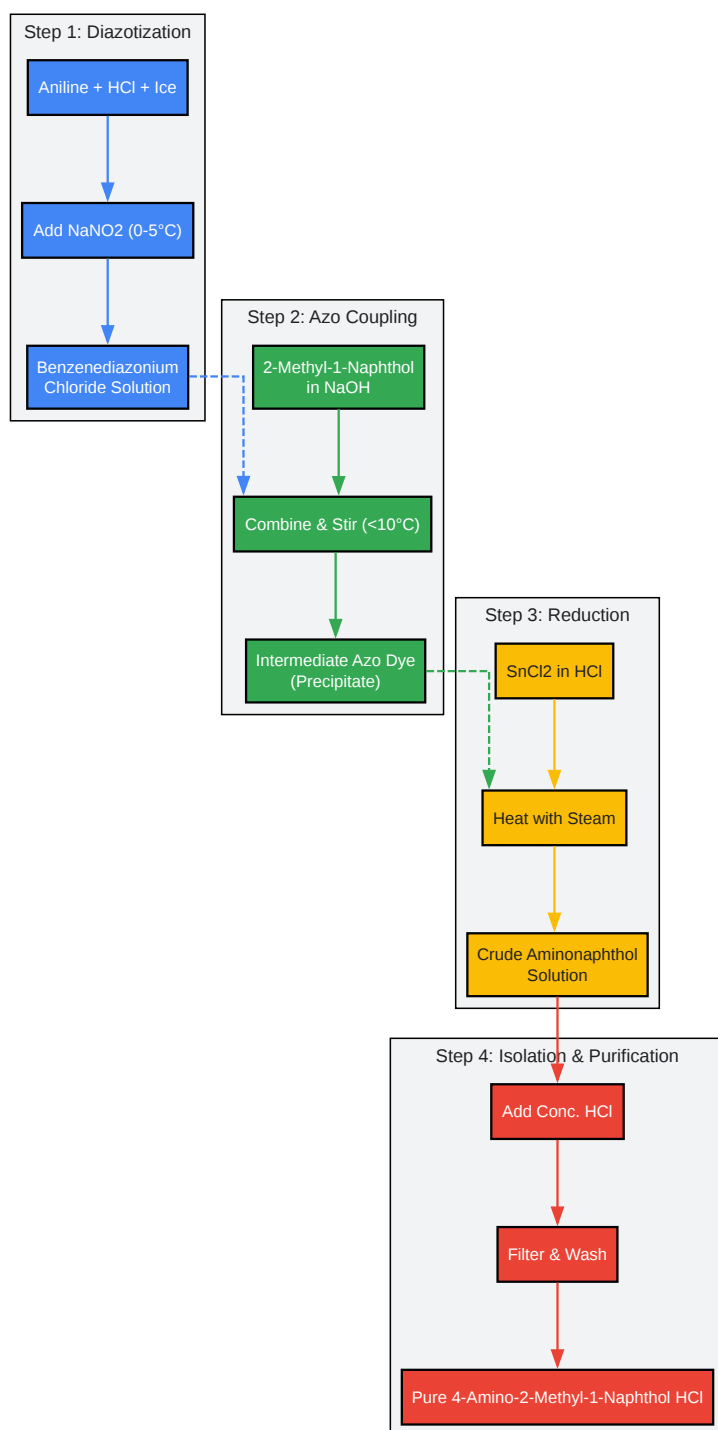 Step 1: Diazotization
Aniline + HCl + Ice
Add NaNO2 (0-5°C)
Benzenediazonium
Chloride Solution
Step 2: Azo Coupling
2-Methyl-1-Naphthol
in NaOH
Combine & Stir (<10°C)
Intermediate Azo Dye
(Precipitate)
Step 3: Reduction
SnCl2 in HCl
Heat with Steam
Crude Aminonaphthol
Solution
Step 4: Isolation & Purification
Add Conc. HCl
Filter & Wash
Pure 4-Amino-2-Methyl-1-Naphthol HCl